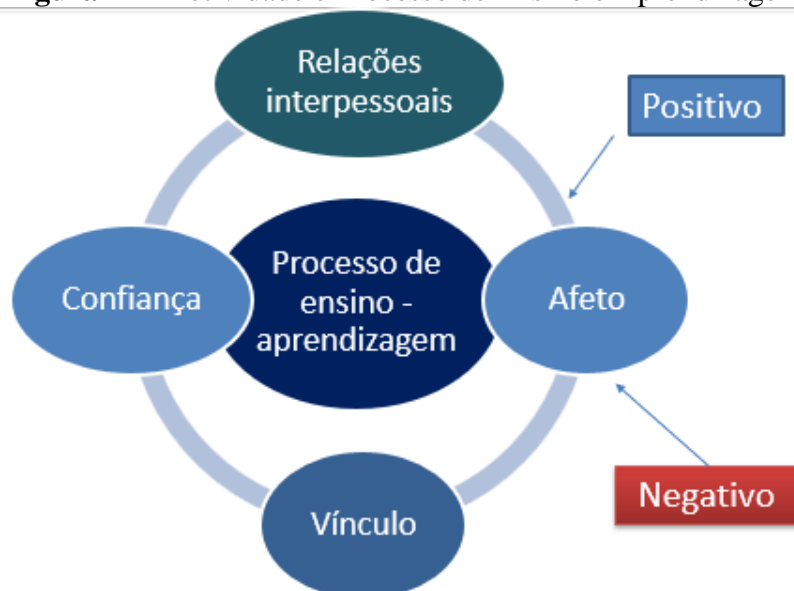 Relações
interpessoais
Positivo
Confiança
Processo de
ensino -
aprendizagem
Afeto
Negativo
Vínculo